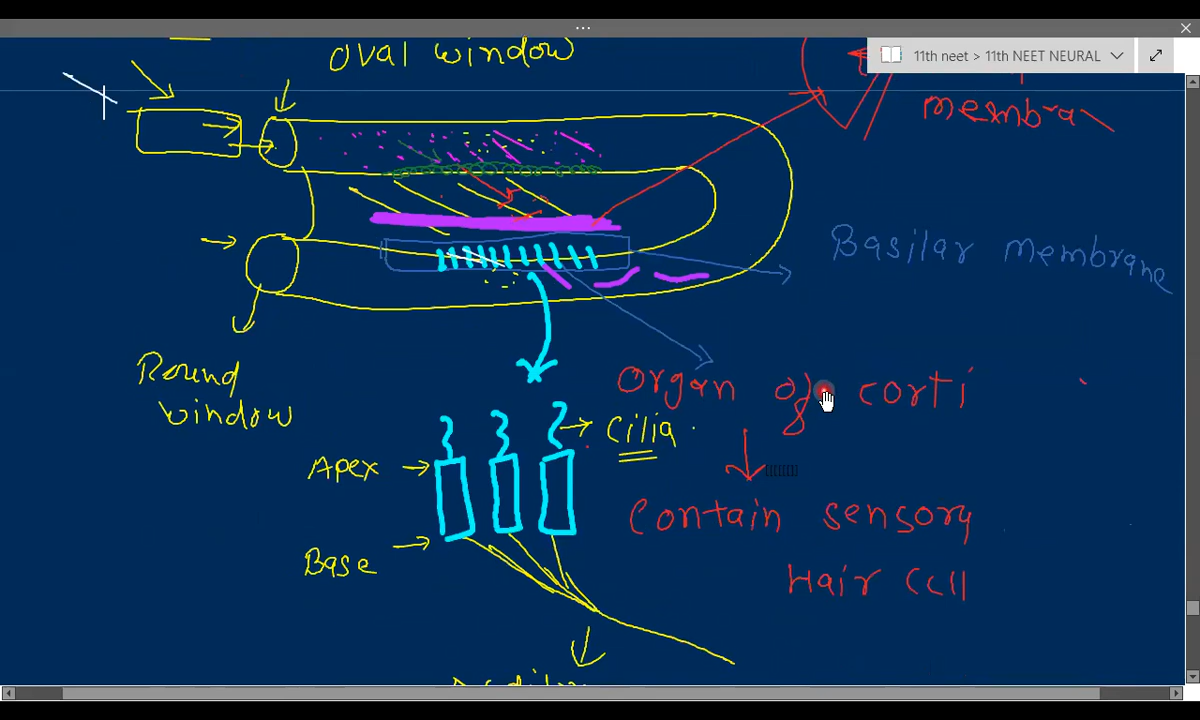 oval window
11th neet > 11th NEET NEURAL
membran
Basilar membrane
Round
window
Organ of corti
cilia
Apex
Contain sensory
Base
Hair cell